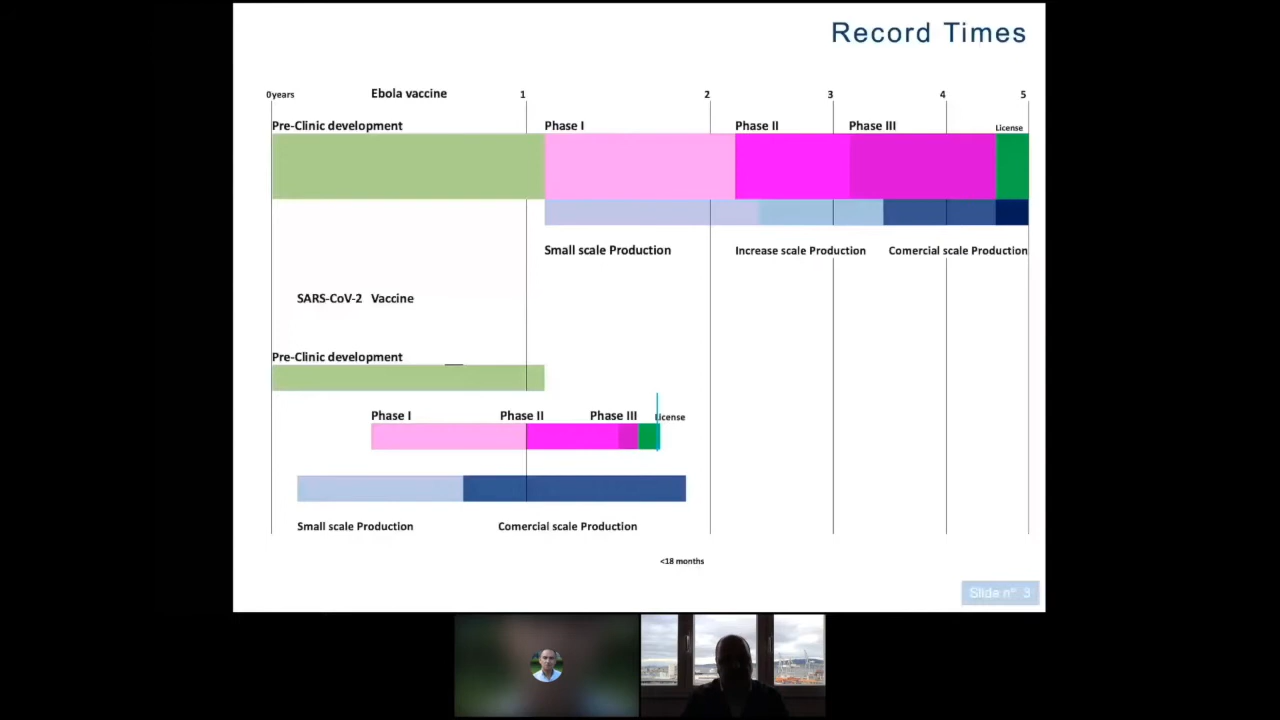 Record Times
0years Ebola vaccine 1 2 3 4 5
Pre-Clinic development Phase I Phase II Phase III License
Small scale Production Increase scale Production Comercial scale Production
SARS-CoV-2 Vaccine
Pre-Clinic development
Phase I Phase II Phase III License
Small scale Production Comercial scale Production
<18 months
Slide nº 3